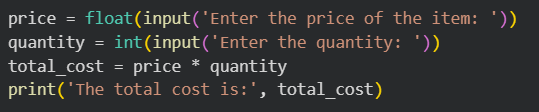 price = float(input('Enter the price of the item: '))
quantity = int(input('Enter the quantity: '))
total_cost = price * quantity
print('The total cost is:', total_cost)